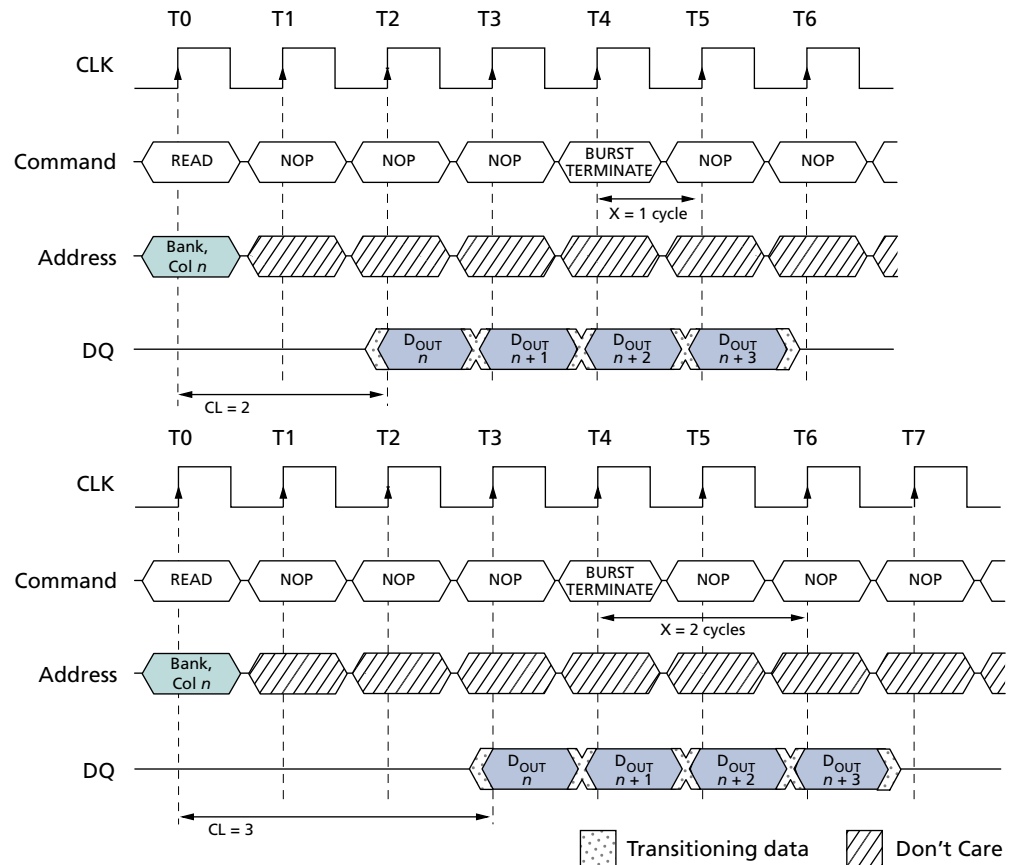 T0 T1 T2 T3 T4 T5 T6
CLK
Command READ NOP NOP NOP BURST TERMINATE NOP NOP
X = 1 cycle
Address Bank, Col n
DQ DOUT n DOUT n + 1 DOUT n + 2 DOUT n + 3
CL = 2
T0 T1 T2 T3 T4 T5 T6 T7
CLK
Command READ NOP NOP NOP BURST TERMINATE NOP NOP NOP
X = 2 cycles
Address Bank, Col n
DQ DOUT n DOUT n + 1 DOUT n + 2 DOUT n + 3
CL = 3
Transitioning data Don't Care